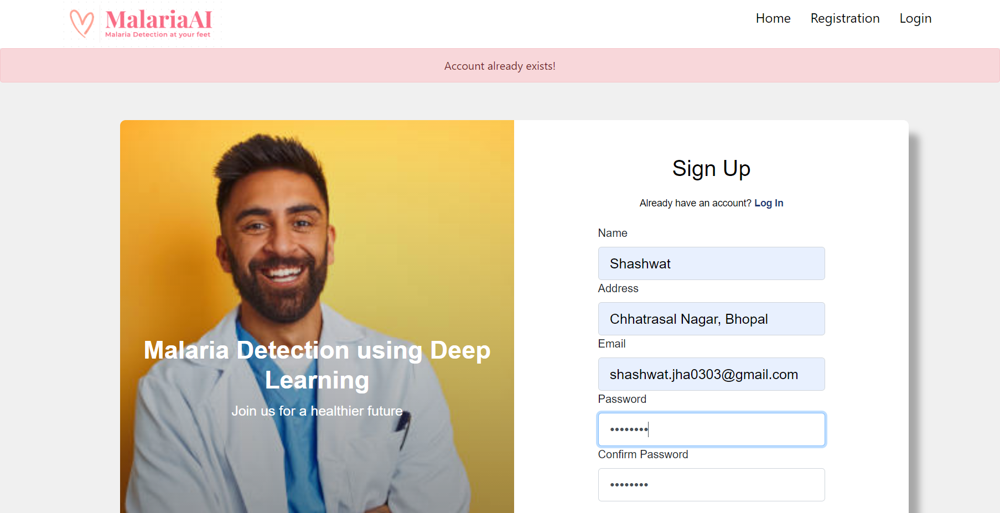 MalariaAI
Malaria Detection at your feet
Home
Registration
Login
Account already exists!
Malaria Detection using Deep
Learning
Join us for a healthier future
Sign Up
Already have an account? Log In
Name
Shashwat
Address
Chhatrasal Nagar, Bhopal
Email
shashwat.jha0303@gmail.com
Password
••••••••
Confirm Password
••••••••